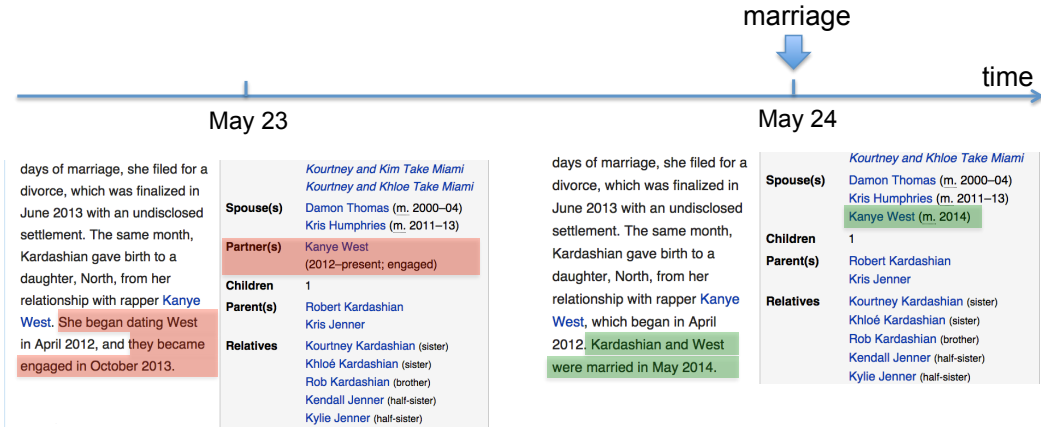 marriage
time
May 23
May 24
days of marriage, she filed for a
divorce, which was finalized in
June 2013 with an undisclosed
settlement. The same month,
Kardashian gave birth to a
daughter, North, from her
relationship with rapper Kanye
West. She began dating West
in April 2012, and they became
engaged in October 2013.
Kourtney and Kim Take Miami
Kourtney and Khloe Take Miami
Spouse(s) Damon Thomas (m. 2000–04)
Kris Humphries (m. 2011–13)
Partner(s) Kanye West
(2012–present; engaged)
Children 1
Parent(s) Robert Kardashian
Kris Jenner
Relatives Kourtney Kardashian (sister)
Khloé Kardashian (sister)
Rob Kardashian (brother)
Kendall Jenner (half-sister)
Kylie Jenner (half-sister)
days of marriage, she filed for a
divorce, which was finalized in
June 2013 with an undisclosed
settlement. The same month,
Kardashian gave birth to a
daughter, North, from her
relationship with rapper Kanye
West, which began in April
2012. Kardashian and West
were married in May 2014.
Kourtney and Khloe Take Miami
Spouse(s) Damon Thomas (m. 2000–04)
Kris Humphries (m. 2011–13)
Kanye West (m. 2014)
Children 1
Parent(s) Robert Kardashian
Kris Jenner
Relatives Kourtney Kardashian (sister)
Khloé Kardashian (sister)
Rob Kardashian (brother)
Kendall Jenner (half-sister)
Kylie Jenner (half-sister)